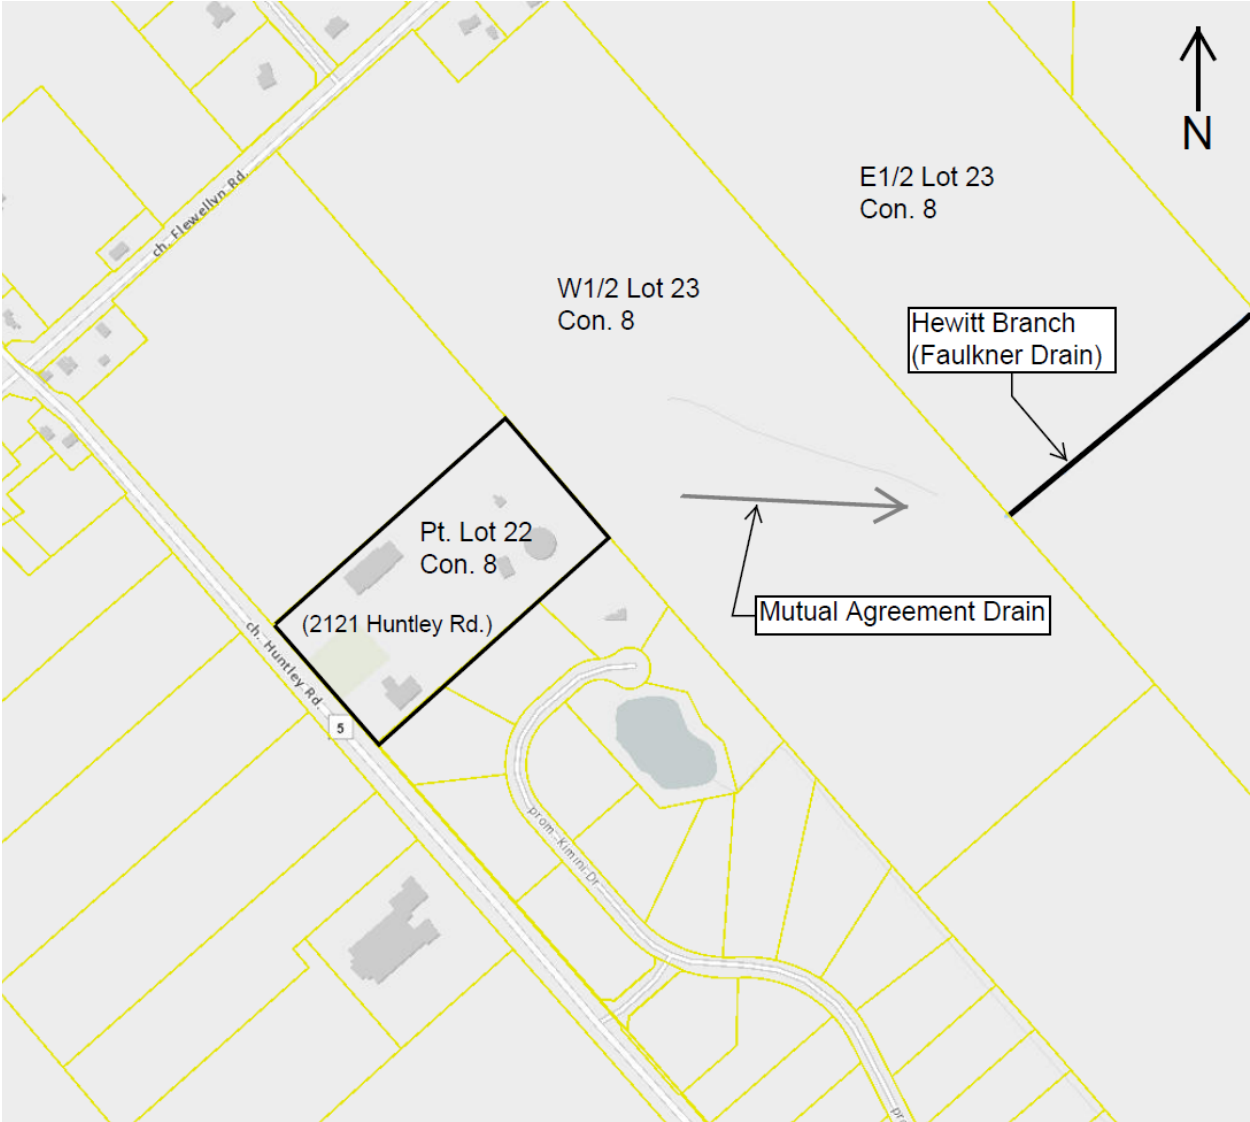 N
E1/2 Lot 23
Con. 8
ch. Flewellyn Rd.
W1/2 Lot 23
Con. 8
Hewitt Branch
(Faulkner Drain)
Pt. Lot 22
Con. 8
(2121 Huntley Rd.)
Mutual Agreement Drain
ch. Huntley Rd.
5
prom. Kimini Dr
pr